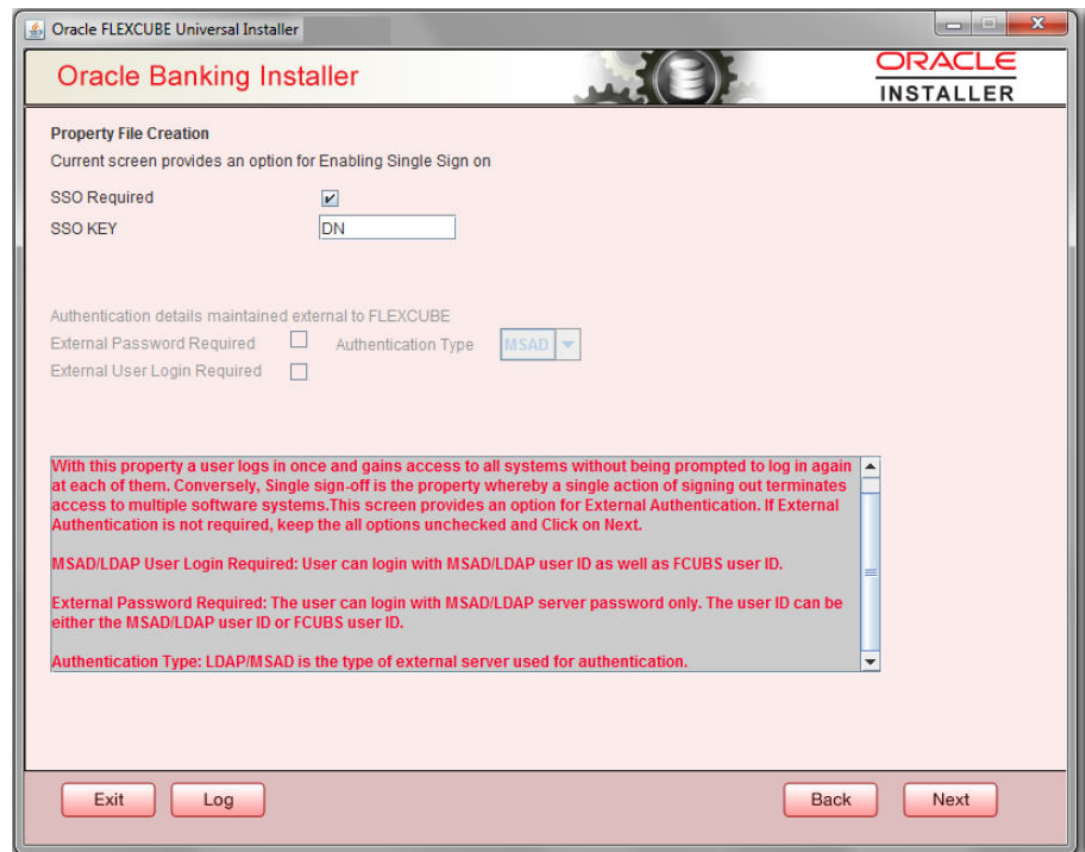 Oracle FLEXCUBE Universal Installer
Oracle Banking Installer
ORACLE
INSTALLER
Property File Creation
Current screen provides an option for Enabling Single Sign on
SSO Required
SSO KEY DN
Authentication details maintained external to FLEXCUBE
External Password Required Authentication Type MSAD
External User Login Required
With this property a user logs in once and gains access to all systems without being prompted to log in again
at each of them. Conversely, Single sign-off is the property whereby a single action of signing out terminates
access to multiple software systems.This screen provides an option for External Authentication. If External
Authentication is not required, keep the all options unchecked and Click on Next.
MSAD/LDAP User Login Required: User can login with MSAD/LDAP user ID as well as FCUBS user ID.
External Password Required: The user can login with MSAD/LDAP server password only. The user ID can be
either the MSAD/LDAP user ID or FCUBS user ID.
Authentication Type: LDAP/MSAD is the type of external server used for authentication.
Exit Log Back Next